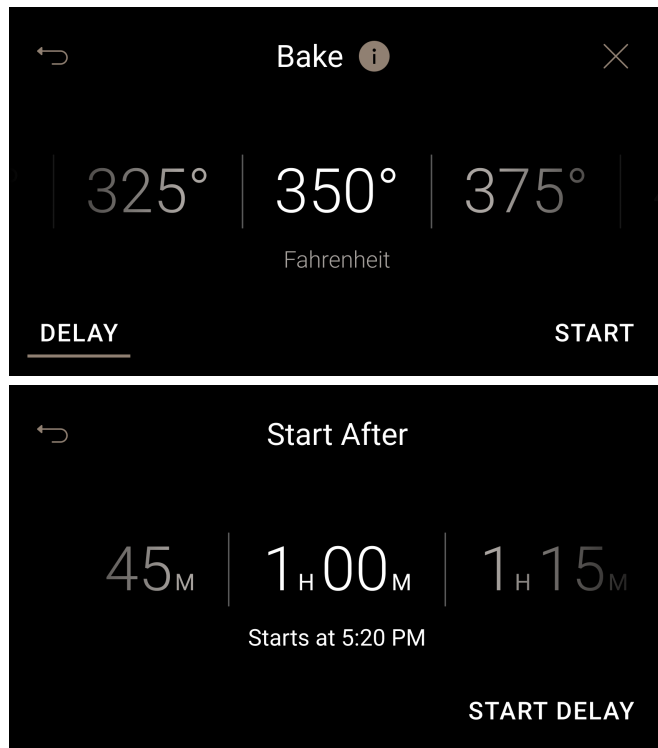 Bake i
325° 350° 375°
Fahrenheit
DELAY START
Start After
45M 1H00M 1H15M
Starts at 5:20 PM
START DELAY